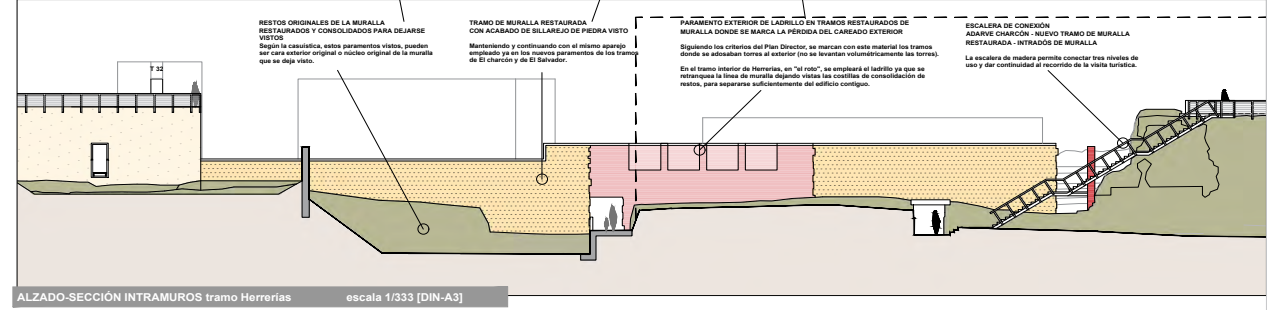 RESTOS ORIGINALES DE LA MURALLA
RESTAURADOS Y CONSOLIDADOS PARA DEJARSE
VISTOS
Según la casuística, estos paramentos vistos, pueden
ser cara exterior original o núcleo original de la muralla
que se deja visto.
TRAMO DE MURALLA RESTAURADA
CON ACABADO DE SILLAREJO DE PIEDRA VISTO
Manteniendo y continuando con el mismo aparejo
empleado ya en los nuevos paramentos de los tramos
de El charcón y de El Salvador.
PARAMENTO EXTERIOR DE LADRILLO EN TRAMOS RESTAURADOS DE
MURALLA DONDE SE MARCA LA PÉRDIDA DEL CAREADO EXTERIOR
Siguiendo los criterios del Plan Director, se marcan con este material los tramos
donde se adosaban torres al exterior (no se levantan volumétricamente las torres).
En el tramo interior de Herrerias, en "el roto", se empleará el ladrillo ya que se
retranquea la línea de muralla dejando vistas las costillas de consolidación de
restos, para separarse suficientemente del edificio contiguo.
ESCALERA DE CONEXIÓN
ADARVE CHARCÓN - NUEVO TRAMO DE MURALLA
RESTAURADA - INTRADÓS DE MURALLA
La escalera de madera permite conectar tres niveles de
uso y dar continuidad al recorrido de la visita turística.
T 32
ALZADO-SECCIÓN INTRAMUROS tramo Herrerias escala 1/333 [DIN-A3]